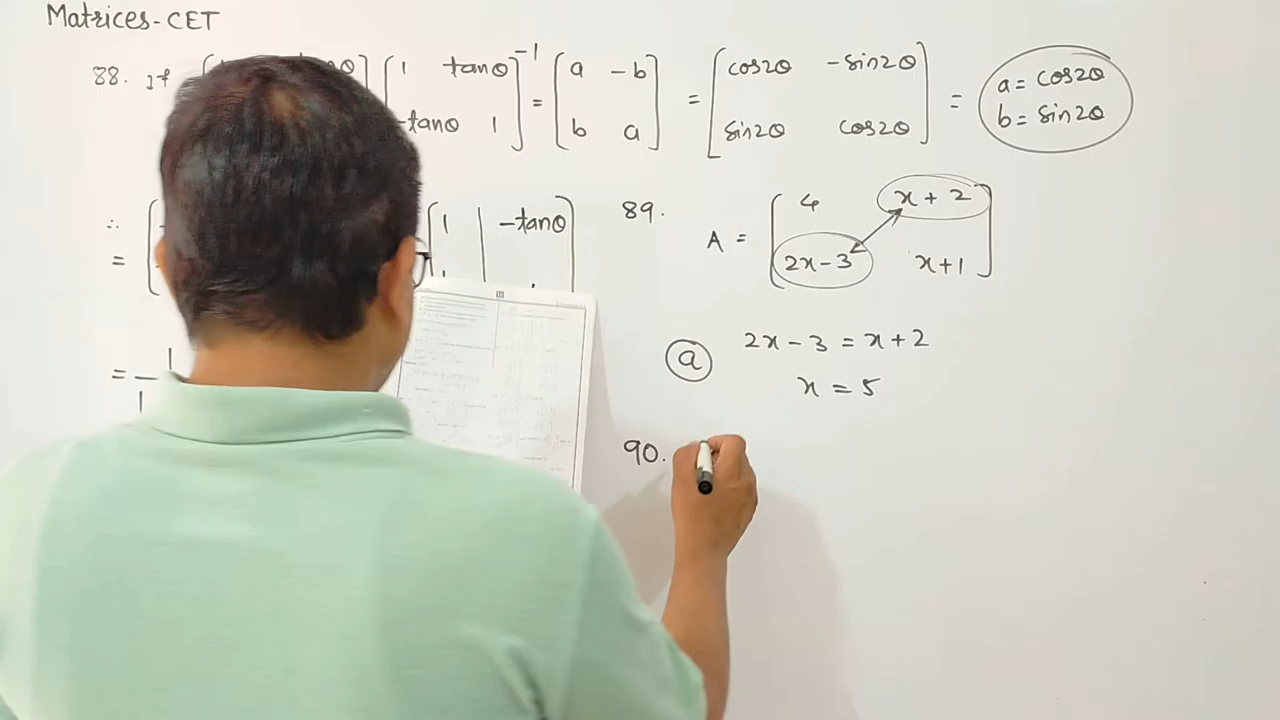 Matrices-CET
88. If [ θ] [1 tanθ -tanθ 1]⁻¹ = [a -b b a] = [cos2θ -sin2θ sin2θ cos2θ] = a = cos2θ b = sin2θ
∴ = [ [1 -tanθ
= 1
89. A = [4 x+2 2x-3 x+1]
(a) 2x-3 = x+2
x = 5
90.